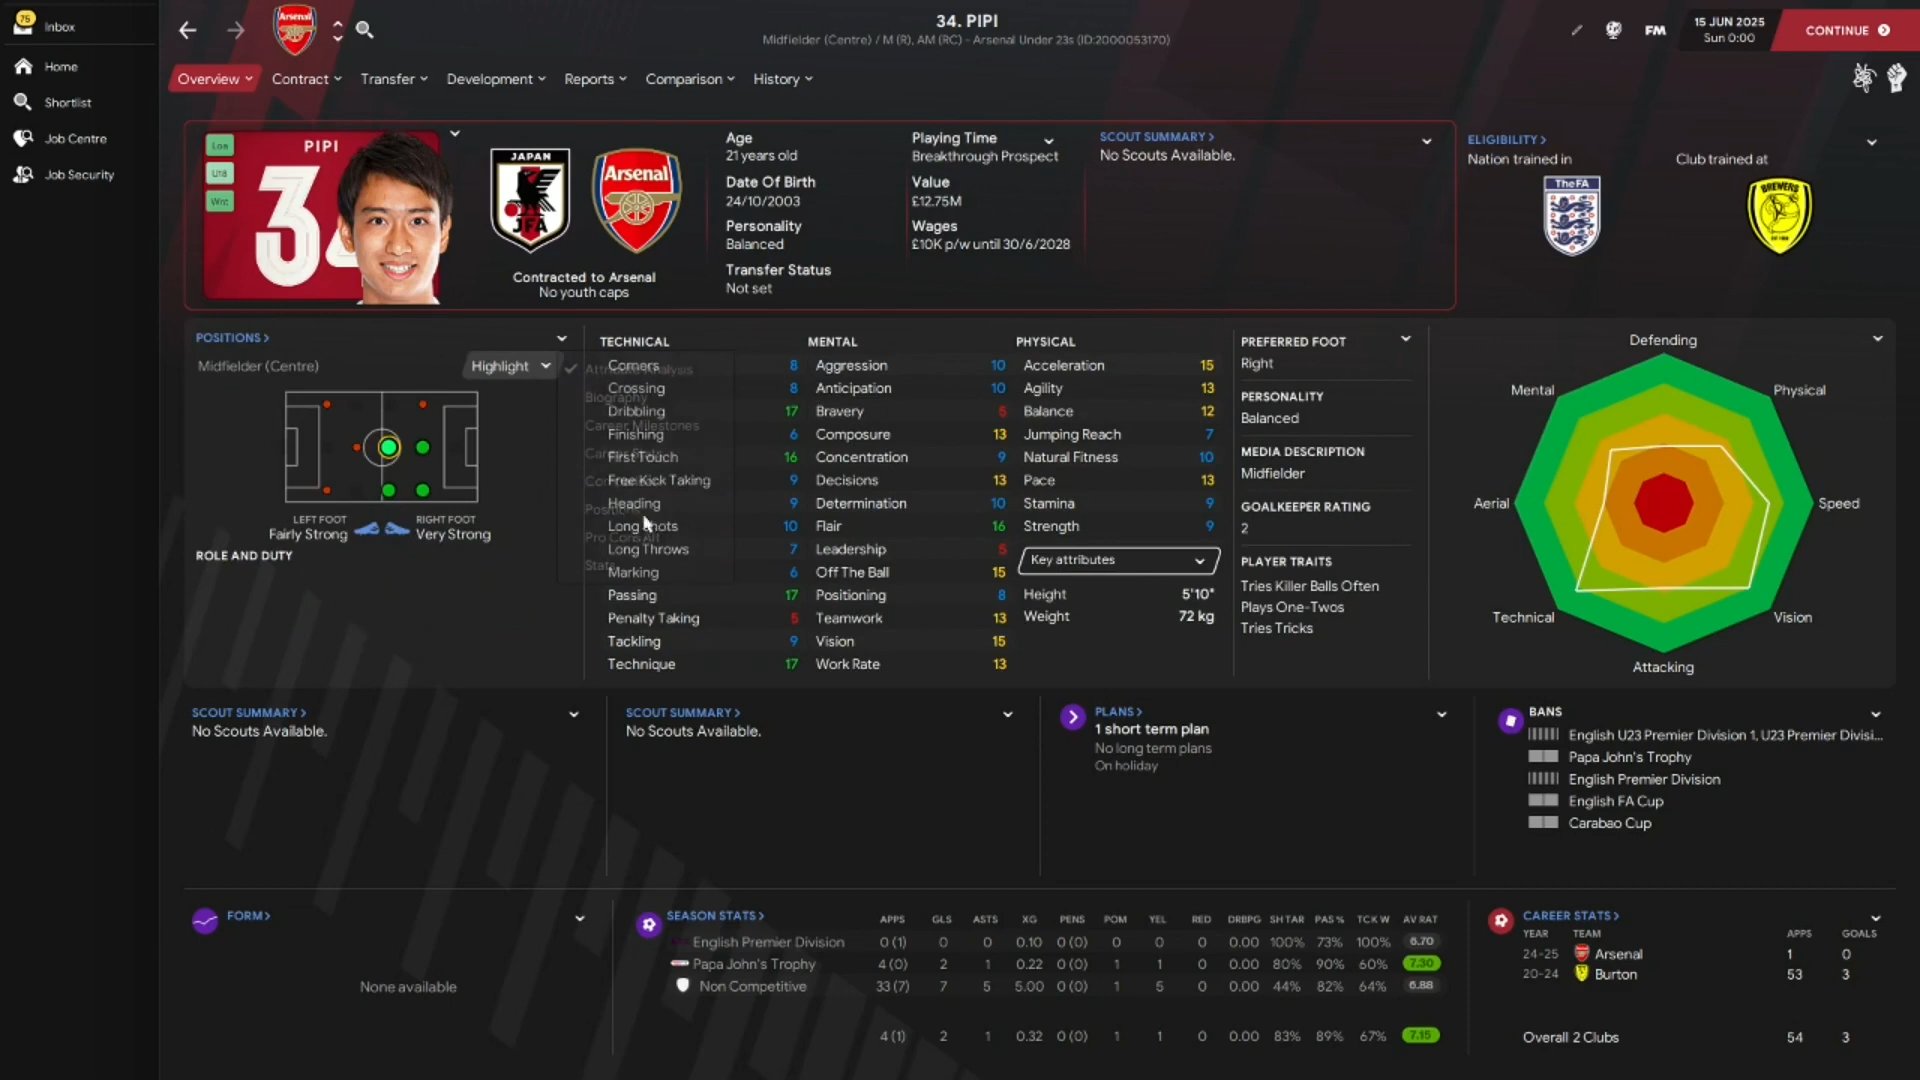 75
Inbox
Home
Shortlist
Job Centre
Job Security
Arsenal
34. PIPI
Midfielder (Centre) / M (R), AM (RC) - Arsenal Under 23s (ID:2000053170)
FM
15 JUN 2025
Sun 0:00
CONTINUE
Overview
Contract
Transfer
Development
Reports
Comparison
History
Loa
U18
Wnt
PIPI
34
JAPAN
JFA
Arsenal
Contracted to Arsenal
No youth caps
Age
21 years old
Date Of Birth
24/10/2003
Personality
Balanced
Transfer Status
Not set
Playing Time
Breakthrough Prospect
Value
£12.75M
Wages
£10K p/w until 30/6/2028
SCOUT SUMMARY >
No Scouts Available.
ELIGIBILITY >
Nation trained in
Club trained at
The FA
BREWERS
POSITIONS >
Midfielder (Centre)
Highlight
LEFT FOOT
Fairly Strong
RIGHT FOOT
Very Strong
ROLE AND DUTY
Attribute Analysis
Biography
Career Milestones
Stats
TECHNICAL
Corners 8
Crossing 8
Dribbling 17
Finishing 6
First Touch 16
Free Kick Taking 9
Heading 9
Long Shots 10
Long Throws 7
Marking 6
Passing 17
Penalty Taking 5
Tackling 9
Technique 17
MENTAL
Aggression 10
Anticipation 10
Bravery 5
Composure 13
Concentration 9
Decisions 13
Determination 10
Flair 16
Leadership 5
Off The Ball 15
Positioning 8
Teamwork 13
Vision 15
Work Rate 13
PHYSICAL
Acceleration 15
Agility 13
Balance 12
Jumping Reach 7
Natural Fitness 10
Pace 13
Stamina 9
Strength 9
Key attributes
Height 5'10"
Weight 72 kg
PREFERRED FOOT
Right
PERSONALITY
Balanced
MEDIA DESCRIPTION
Midfielder
GOALKEEPER RATING
2
PLAYER TRAITS
Tries Killer Balls Often
Plays One-Twos
Tries Tricks
Defending
Mental
Physical
Aerial
Speed
Technical
Vision
Attacking
SCOUT SUMMARY >
No Scouts Available.
SCOUT SUMMARY >
No Scouts Available.
PLANS >
1 short term plan
No long term plans
On holiday
BANS
English U23 Premier Division 1, U23 Premier Divisi...
Papa John's Trophy
English Premier Division
English FA Cup
Carabao Cup
FORM >
None available
SEASON STATS > APPS GLS ASTS XG PENS POM YEL RED DRBPG SH TAR PAS % TCK W AV RAT
English Premier Division 0 (1) 0 0 0.10 0 (0) 0 0 0 0.00 100% 73% 100% 6.70
Papa John's Trophy 4 (0) 2 1 0.22 0 (0) 1 1 0 0.00 80% 90% 60% 7.30
Non Competitive 33 (7) 7 5 5.00 0 (0) 1 5 0 0.00 44% 82% 64% 6.88
4 (1) 2 1 0.32 0 (0) 1 1 0 0.00 83% 89% 67% 7.15
CAREER STATS >
YEAR TEAM APPS GOALS
24-25 Arsenal 1 0
20-24 Burton 53 3
Overall 2 Clubs 54 3